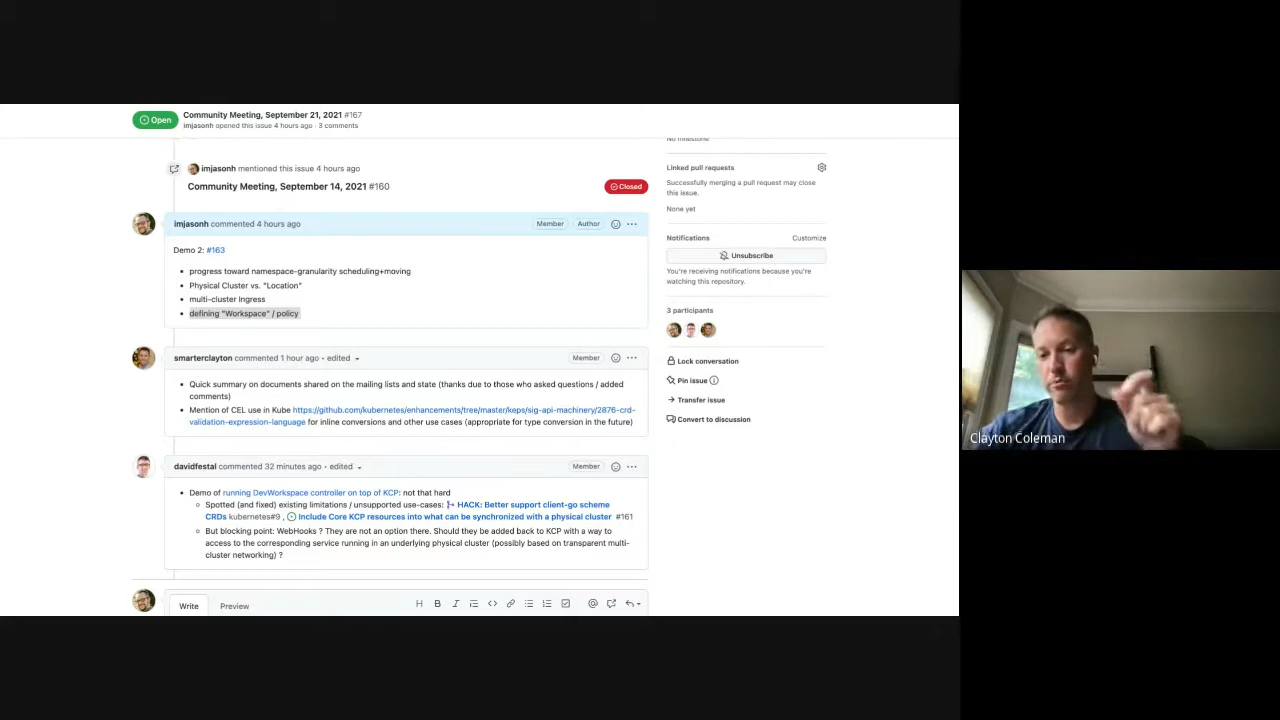 Open
Community Meeting, September 21, 2021 #167
imjasonh opened this issue 4 hours ago · 3 comments
imjasonh mentioned this issue 4 hours ago
Community Meeting, September 14, 2021 #160
Closed
imjasonh commented 4 hours ago
Member
Author
Demo 2: #163
• progress toward namespace-granularity scheduling+moving
• Physical Cluster vs. "Location"
• multi-cluster Ingress
• defining "Workspace" / policy
smarterclayton commented 1 hour ago • edited
Member
• Quick summary on documents shared on the mailing lists and state (thanks due to those who asked questions / added
comments)
• Mention of CEL use in Kube https://github.com/kubernetes/enhancements/tree/master/keps/sig-api-machinery/2876-crd-
validation-expression-language for inline conversions and other use cases (appropriate for type conversion in the future)
davidfestal commented 32 minutes ago • edited
Member
• Demo of running DevWorkspace controller on top of KCP: not that hard
Spotted (and fixed) existing limitations / unsupported use-cases: HACK: Better support client-go scheme
CRDs kubernetes#9 , Include Core KCP resources into what can be synchronized with a physical cluster #161
But blocking point: WebHooks ? They are not an option there. Should they be added back to KCP with a way to
access to the corresponding service running in an underlying physical cluster (possibly based on transparent multi-
cluster networking) ?
Write
Preview
H B I
No milestone
Linked pull requests
Successfully merging a pull request may close
this issue.
None yet
Notifications
Customize
Unsubscribe
You're receiving notifications because you're
watching this repository.
3 participants
Lock conversation
Pin issue
Transfer issue
Convert to discussion
Clayton Coleman